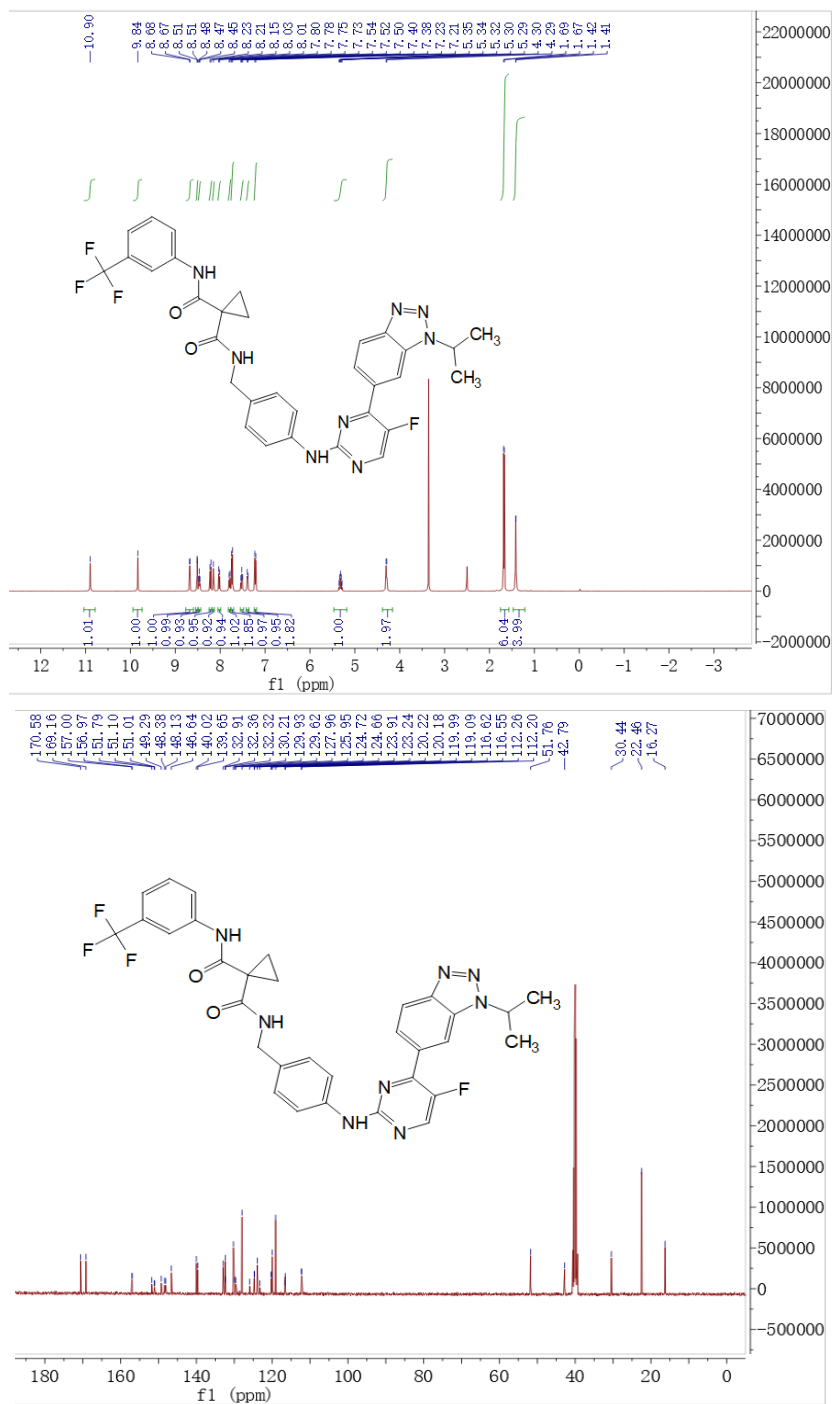 10.90 9.84 8.68 8.67 8.51 8.51 8.48 8.47 8.45 8.23 8.21 8.15 8.03 8.01 7.80 7.78 7.75 7.73 7.54 7.52 7.50 7.40 7.38 7.23 7.21 5.35 5.34 5.32 5.30 5.29 4.30 4.29 1.69 1.67 1.42 1.41
22000000
20000000
18000000
16000000
14000000
12000000
10000000
8000000
6000000
4000000
2000000
0
-2000000
F
F
F
NH
O
O
NH
NH
N
N
F
N
N
N
CH3
CH3
1.01 1.00 1.00 0.99 0.93 0.95 0.92 0.94 1.02 1.85 0.97 0.95 1.82 1.00 1.97 6.04 3.99
12 11 10 9 8 7 6 5 4 3 2 1 0 -1 -2 -3
f1 (ppm)
170.58 169.16 157.00 156.97 151.79 151.10 151.01 149.29 148.38 148.13 146.64 140.02 139.65 132.91 132.36 132.32 130.21 129.93 129.62 127.96 125.95 124.72 124.66 123.91 123.24 120.22 120.18 119.99 119.09 116.62 116.55 112.26 112.20 51.76 42.79 30.44 22.46 16.27
7000000
6500000
6000000
5500000
5000000
4500000
4000000
3500000
3000000
2500000
2000000
1500000
1000000
500000
0
-500000
F
F
F
NH
O
O
NH
NH
N
N
F
N
N
N
CH3
CH3
180 160 140 120 100 80 60 40 20 0
f1 (ppm)